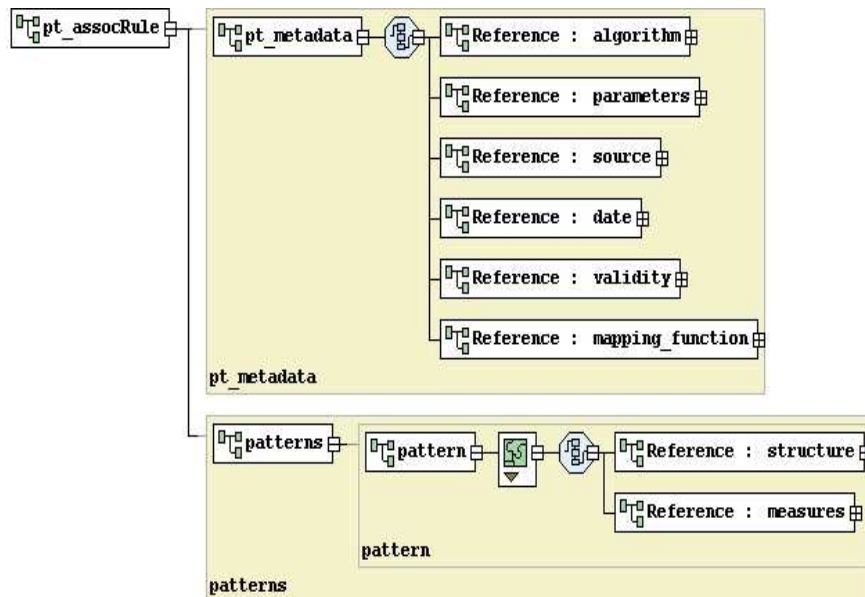 pt_assocRule
pt_metadata
Reference : algorithm
Reference : parameters
Reference : source
Reference : date
Reference : validity
Reference : mapping_function
pt_metadata
patterns
pattern
Reference : structure
Reference : measures
pattern
patterns